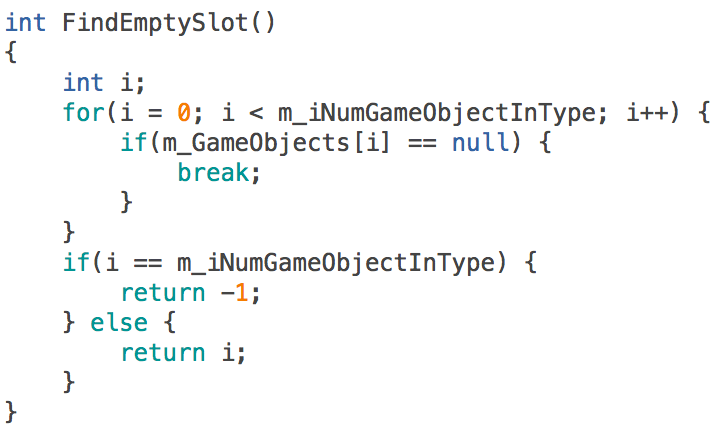 int FindEmptySlot()
{
    int i;
    for(i = 0; i < m_iNumGameObjectInType; i++) {
        if(m_GameObjects[i] == null) {
            break;
        }
    }
    if(i == m_iNumGameObjectInType) {
        return -1;
    } else {
        return i;
    }
}